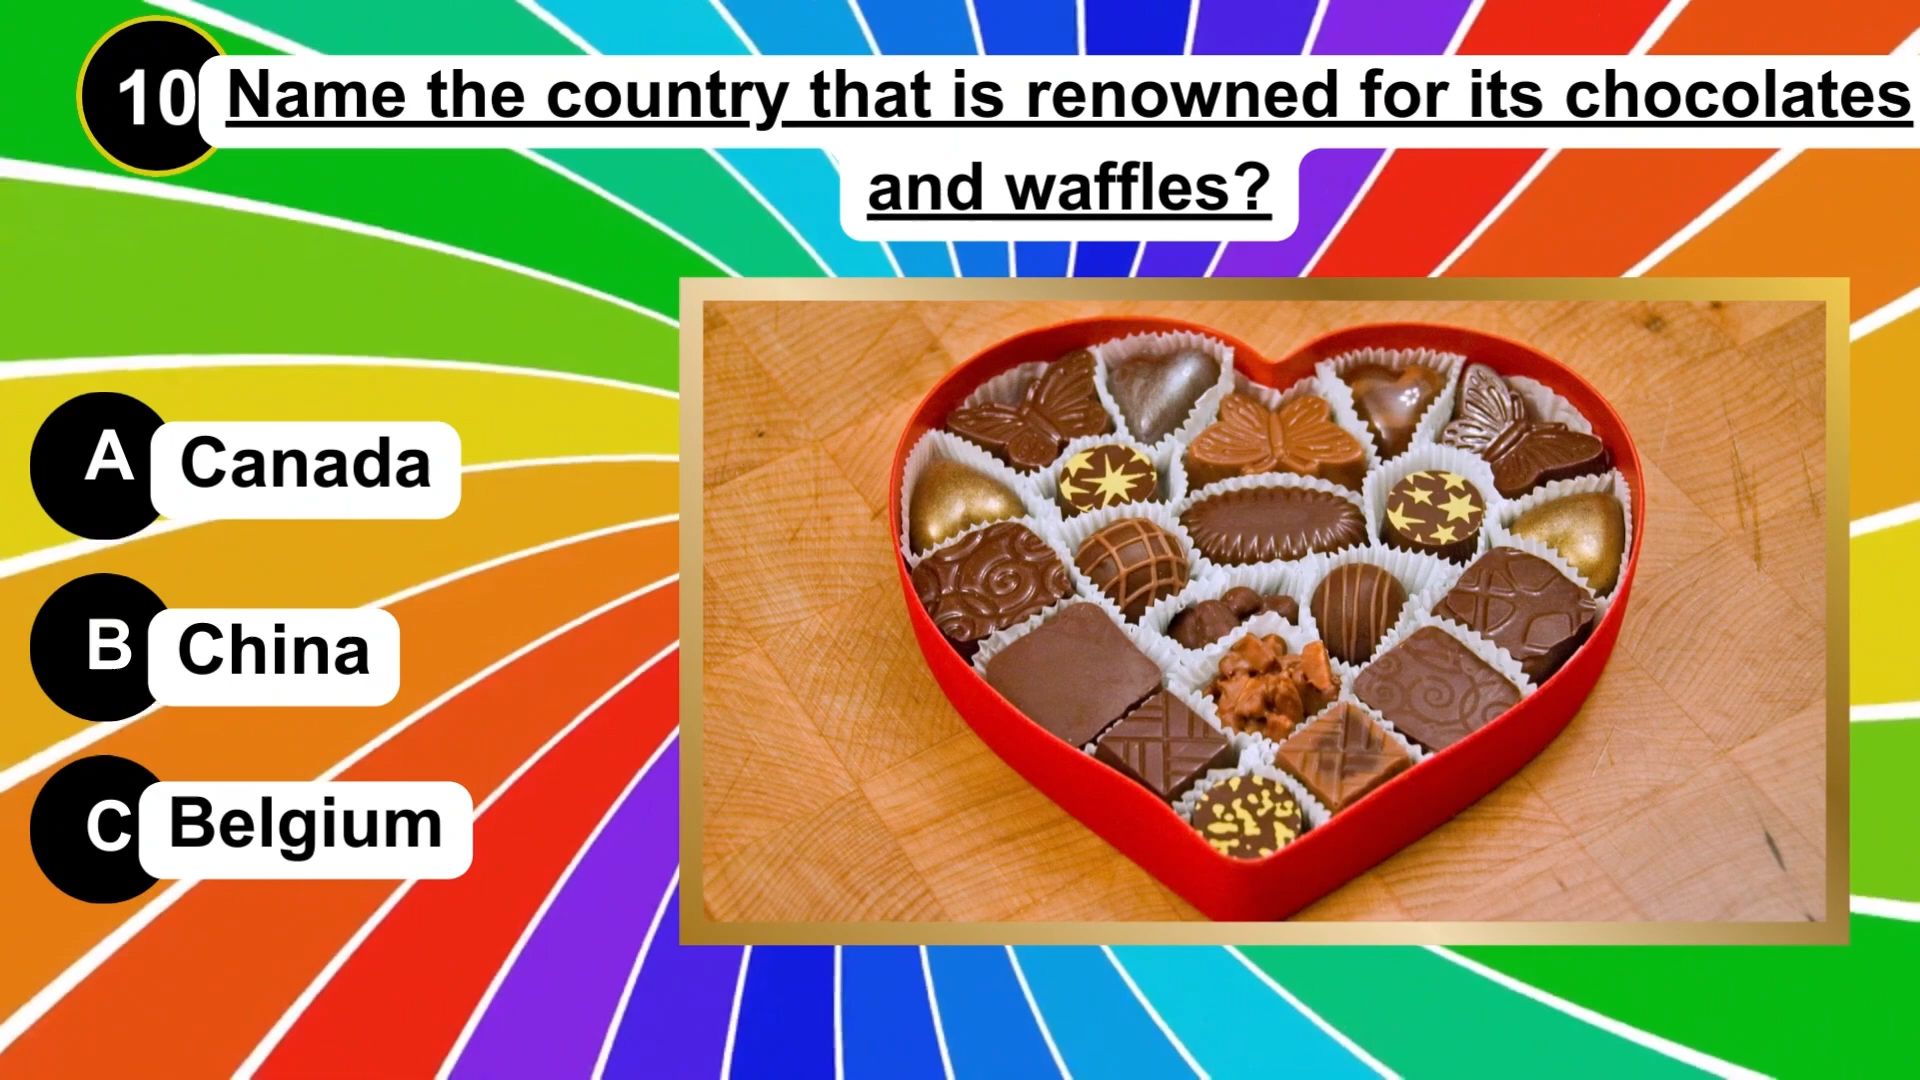 10 Name the country that is renowned for its chocolates
and waffles?
A Canada
B China
C Belgium